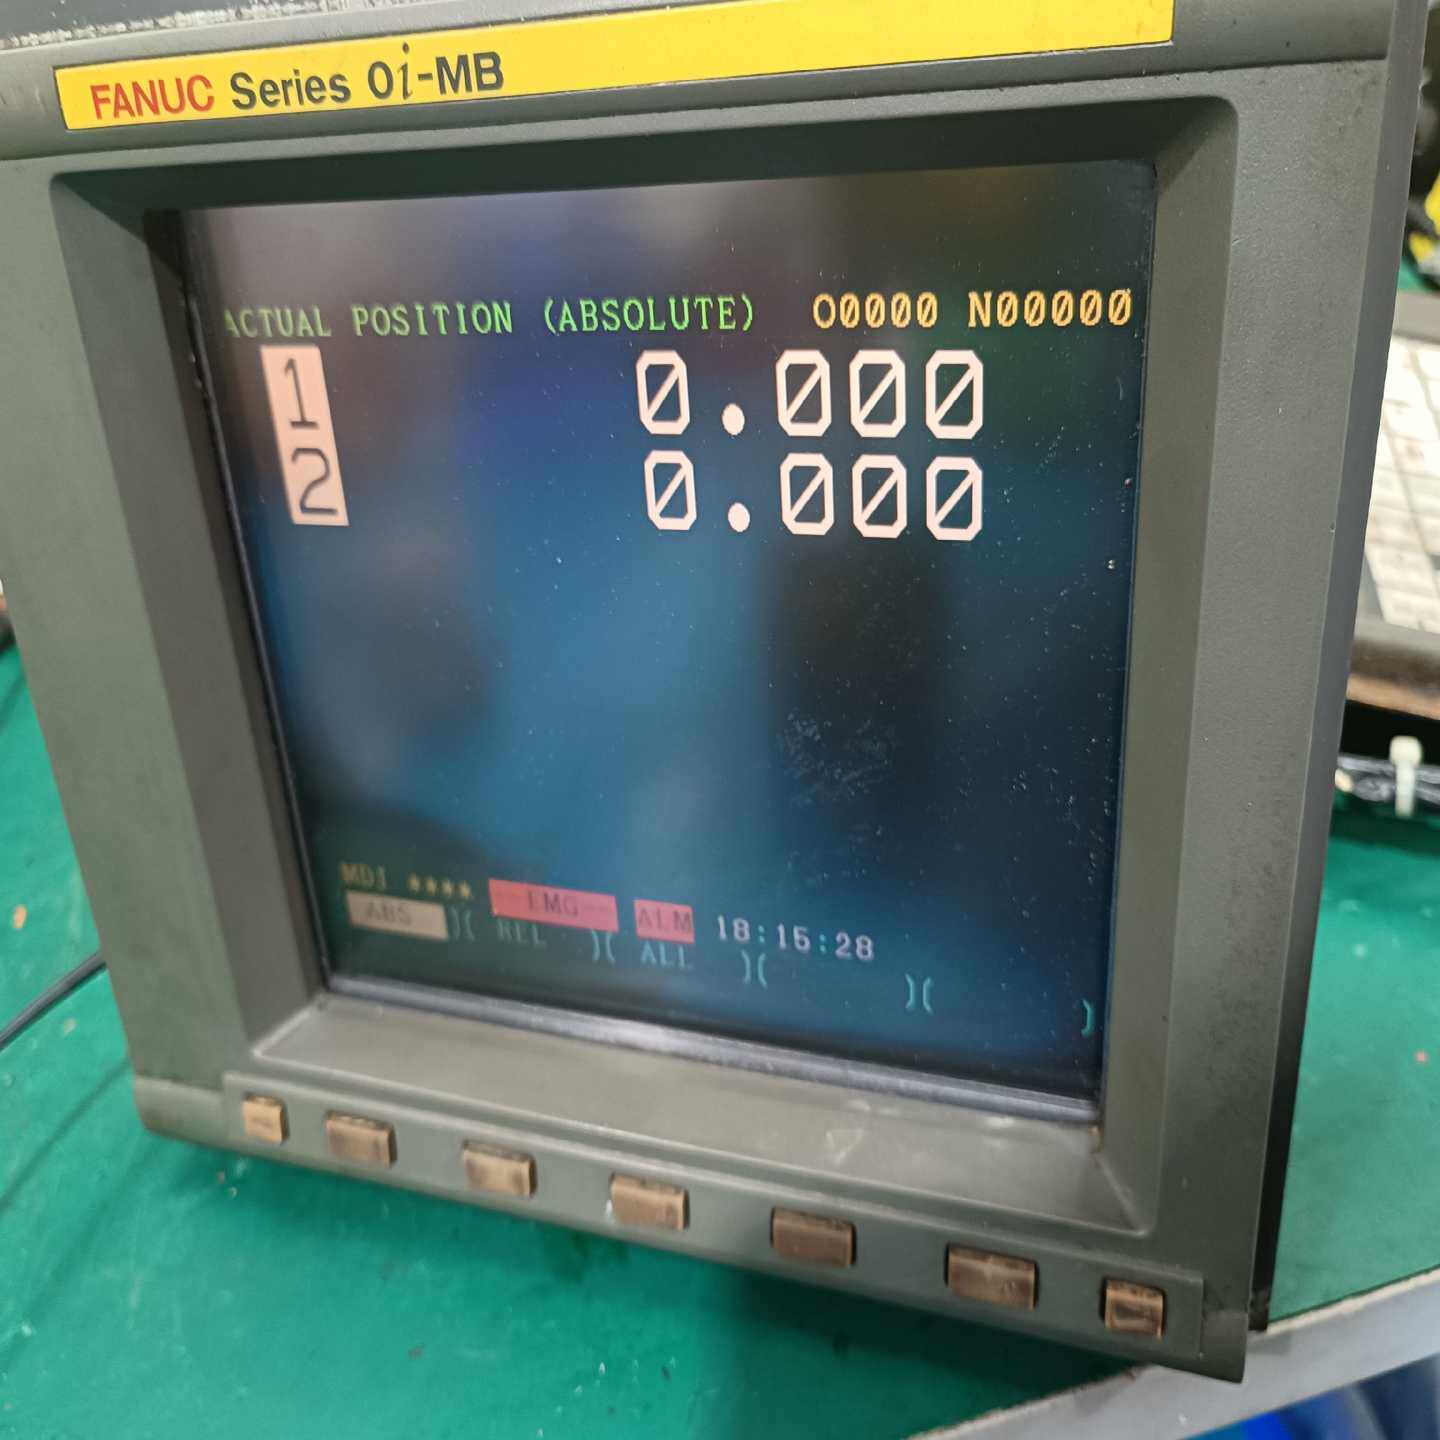 FANUC Series 0i-MB
ACTUAL POSITION (ABSOLUTE) O0000 N00000
1 0.000
2 0.000
MDI ****
--EMG-- ALM 18:15:28
ABS )( REL )( ALL )( )( )